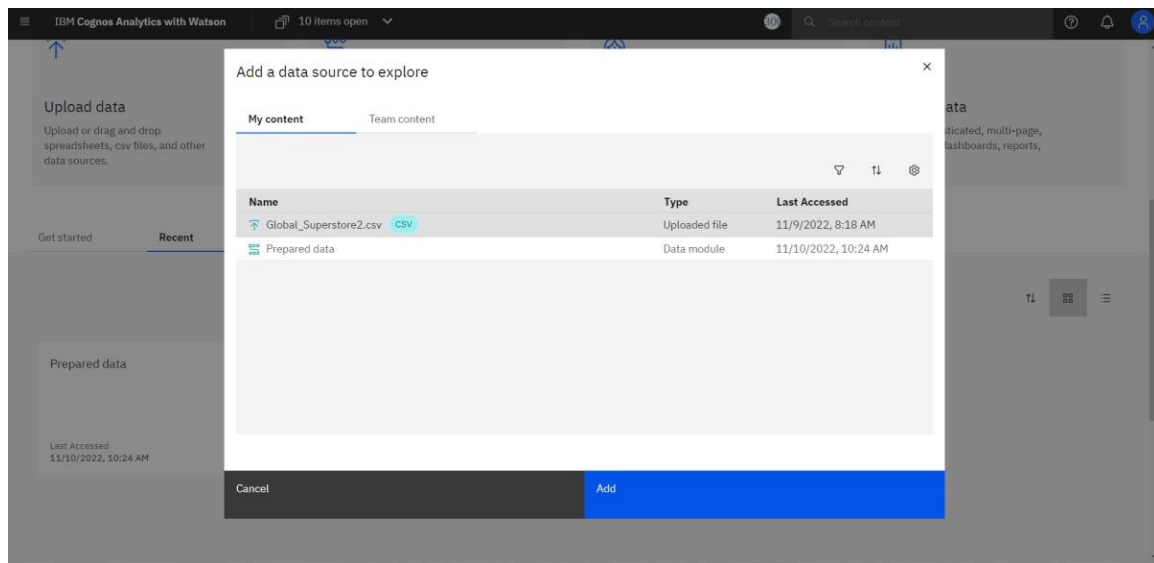 IBM Cognos Analytics with Watson
10 items open
30
Search content
Add a data source to explore
My content
Team content
Name
Type
Last Accessed
Global_Superstore2.csv
CSV
Uploaded file
11/9/2022, 8:18 AM
Prepared data
Data module
11/10/2022, 10:24 AM
Cancel
Add
Upload data
Upload or drag and drop
spreadsheets, csv files, and other
data sources.
ata
sticated, multi-page,
ashboards, reports,
Get started
Recent
Prepared data
Last Accessed
11/10/2022, 10:24 AM